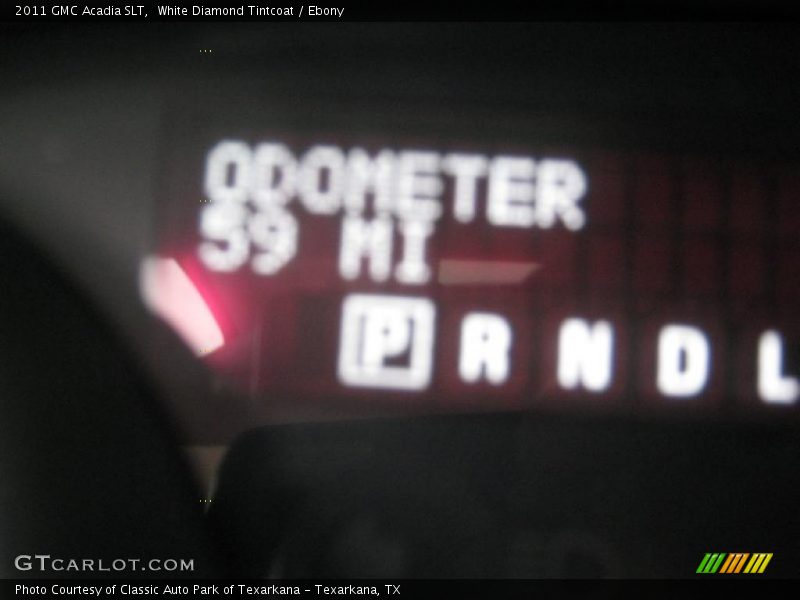 2011 GMC Acadia SLT,  White Diamond Tintcoat / Ebony
ODOMETER
59 MI
P R N D L
GTCARLOT.COM
Photo Courtesy of Classic Auto Park of Texarkana - Texarkana, TX